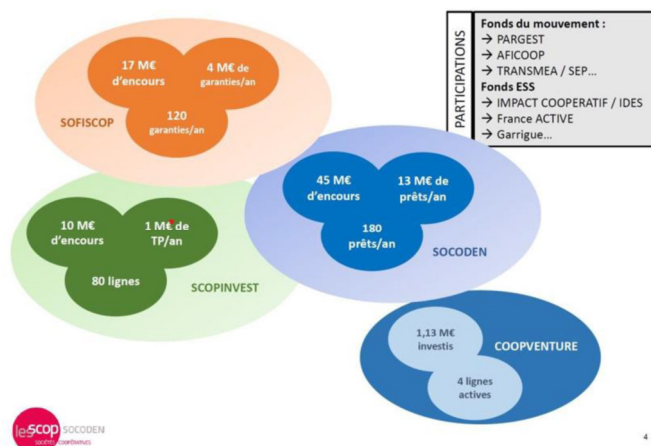 17 M€
d'encours
4 M€ de
garanties/an
120
garanties/an
SOFISCOP
PARTICIPATIONS
Fonds du mouvement :
→ PARGEST
→ AFICOOP
→ TRANSMEA / SEP...
Fonds ESS
→ IMPACT COOPERATIF / IDES
→ France ACTIVE
→ Garrigue...
45 M€
d'encours
13 M€ de
prêts/an
180
prêts/an
SOCODEN
10 M€
d'encours
1 M€ de
TP/an
80 lignes
SCOPINVEST
1,13 M€
investis
COOPVENTURE
4 lignes
actives
lesscop SOCODEN
SOCIÉTÉS COOPÉRATIVES
4